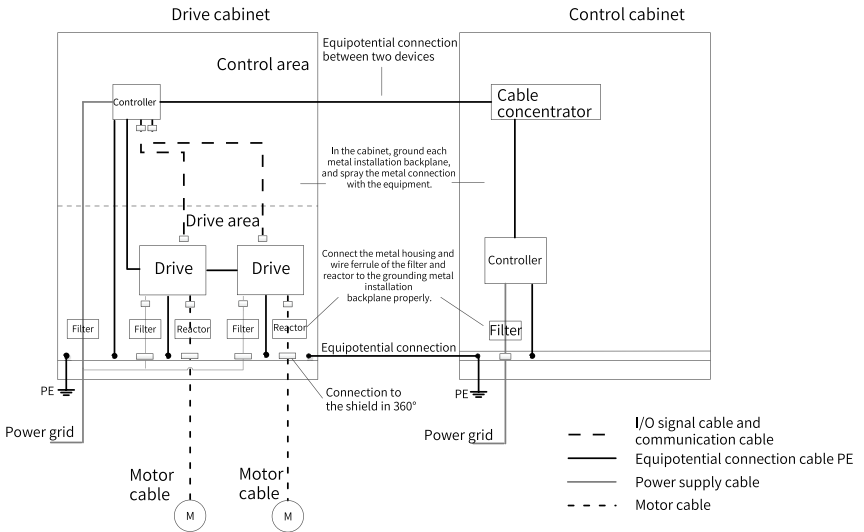 Drive cabinet
Control cabinet
Equipotential connection
between two devices
Control area
Controller
Cable
concentrator
In the cabinet, ground each
metal installation backplane,
and spray the metal connection
with the equipment.
Drive area
Drive
Drive
Connect the metal housing and
wire ferrule of the filter and
reactor to the grounding metal
installation
backplane properly.
Controller
Filter
Filter
Reactor
Filter
Reactor
Filter
Equipotential connection
PE
Connection to
the shield in 360°
PE
Power grid
Power grid
I/O signal cable and
communication cable
Equipotential connection cable PE
Power supply cable
Motor cable
Motor
cable
Motor
cable
M
M